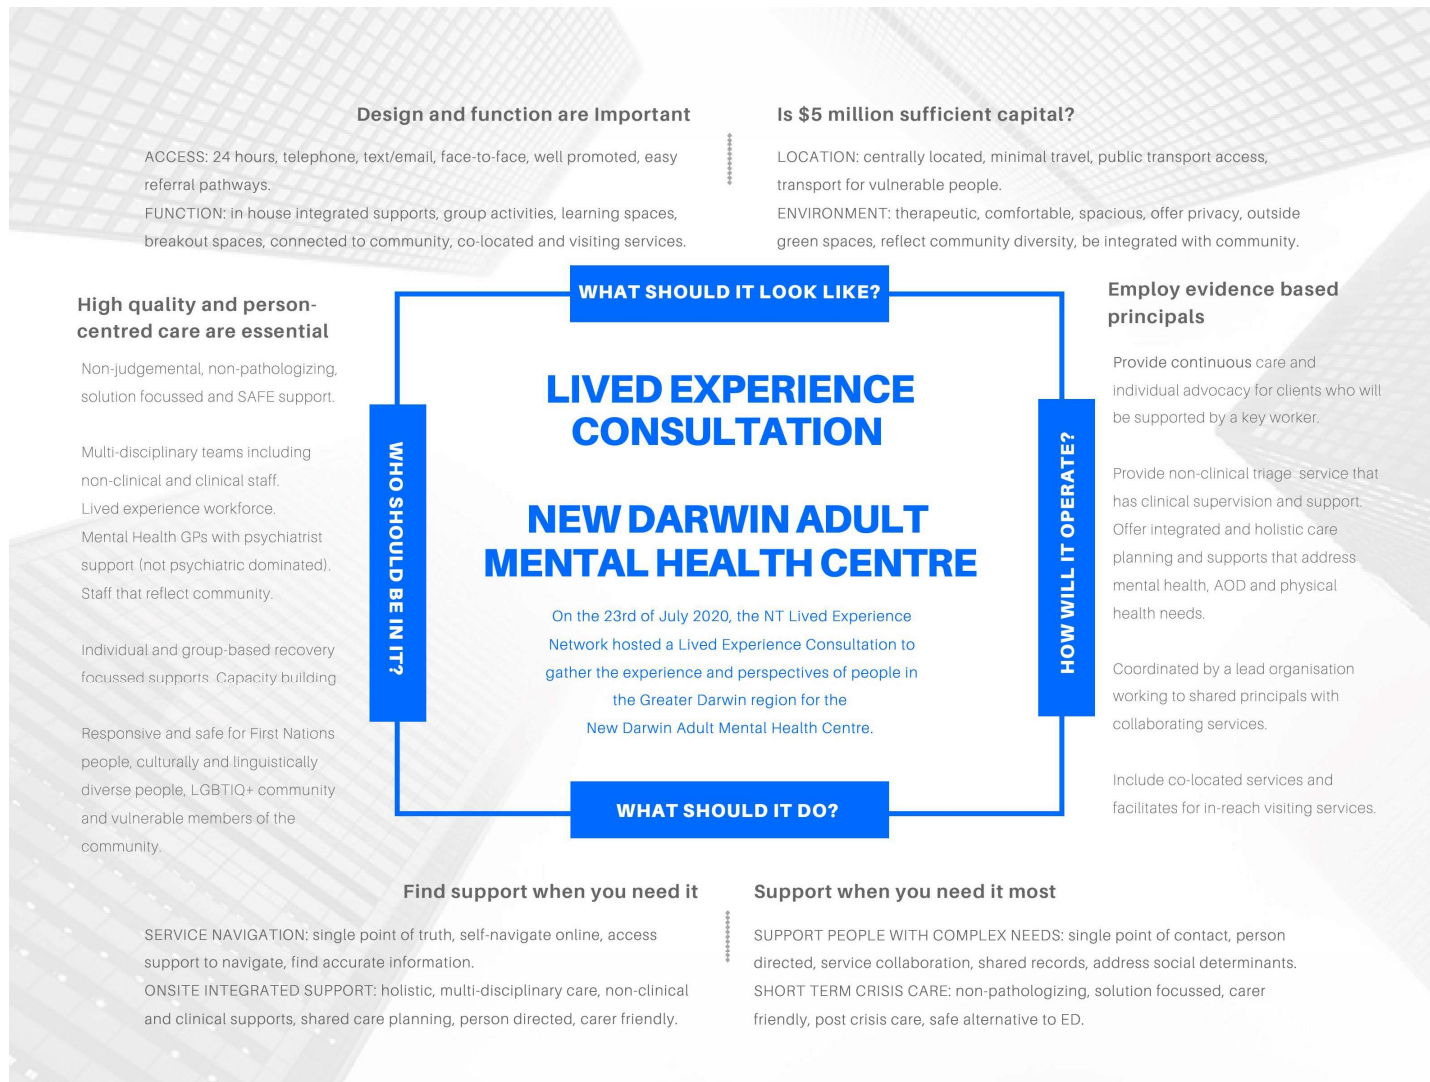 Design and function are Important
ACCESS: 24 hours, telephone, text/email, face-to-face, well promoted, easy
referral pathways.
FUNCTION: in house integrated supports, group activities, learning spaces,
breakout spaces, connected to community, co-located and visiting services.
Is $5 million sufficient capital?
LOCATION: centrally located, minimal travel, public transport access,
transport for vulnerable people.
ENVIRONMENT: therapeutic, comfortable, spacious, offer privacy, outside
green spaces, reflect community diversity, be integrated with community.
WHAT SHOULD IT LOOK LIKE?
High quality and person-
centred care are essential
Non-judgemental, non-pathologizing,
solution focussed and SAFE support.
Multi-disciplinary teams including
non-clinical and clinical staff.
Lived experience workforce.
Mental Health GPs with psychiatrist
support (not psychiatric dominated).
Staff that reflect community.
Individual and group-based recovery
focussed supports. Capacity building
Responsive and safe for First Nations
people, culturally and linguistically
diverse people, LGBTIQ+ community
and vulnerable members of the
community.
WHO SHOULD BE IN IT?
LIVED EXPERIENCE
CONSULTATION
NEW DARWIN ADULT
MENTAL HEALTH CENTRE
On the 23rd of July 2020, the NT Lived Experience
Network hosted a Lived Experience Consultation to
gather the experience and perspectives of people in
the Greater Darwin region for the
New Darwin Adult Mental Health Centre.
HOW WILL IT OPERATE?
Employ evidence based
principals
Provide continuous care and
individual advocacy for clients who will
be supported by a key worker.
Provide non-clinical triage service that
has clinical supervision and support.
Offer integrated and holistic care
planning and supports that address
mental health, AOD and physical
health needs.
Coordinated by a lead organisation
working to shared principals with
collaborating services.
Include co-located services and
facilitates for in-reach visiting services.
WHAT SHOULD IT DO?
Find support when you need it
SERVICE NAVIGATION: single point of truth, self-navigate online, access
support to navigate, find accurate information.
ONSITE INTEGRATED SUPPORT: holistic, multi-disciplinary care, non-clinical
and clinical supports, shared care planning, person directed, carer friendly.
Support when you need it most
SUPPORT PEOPLE WITH COMPLEX NEEDS: single point of contact, person
directed, service collaboration, shared records, address social determinants.
SHORT TERM CRISIS CARE: non-pathologizing, solution focussed, carer
friendly, post crisis care, safe alternative to ED.